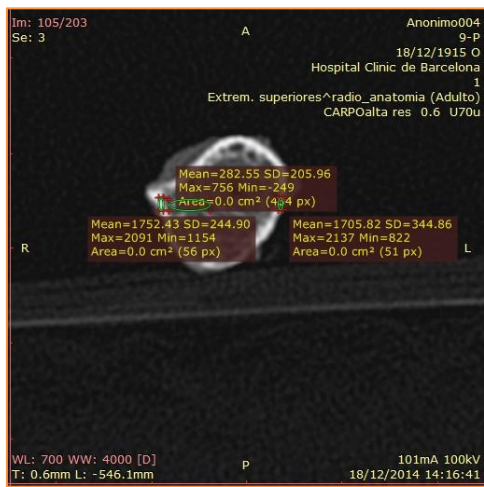 Im: 105/203
Se: 3
A
Anonimo004
9-P
18/12/1915 O
Hospital Clinic de Barcelona
1
Extrem. superiores^radio_anatomia (Adulto)
CARPOalta res 0.6 U70u
Mean=282.55 SD=205.96
Max=756 Min=-249
Area=0.0 cm² (4 4 px)
Mean=1752.43 SD=244.90
Max=2091 Min=1154
Area=0.0 cm² (56 px)
Mean=1705.82 SD=344.86
Max=2137 Min=822
Area=0.0 cm² (51 px)
R
L
WL: 700 WW: 4000 [D]
T: 0.6mm L: -546.1mm
P
101mA 100kV
18/12/2014 14:16:41